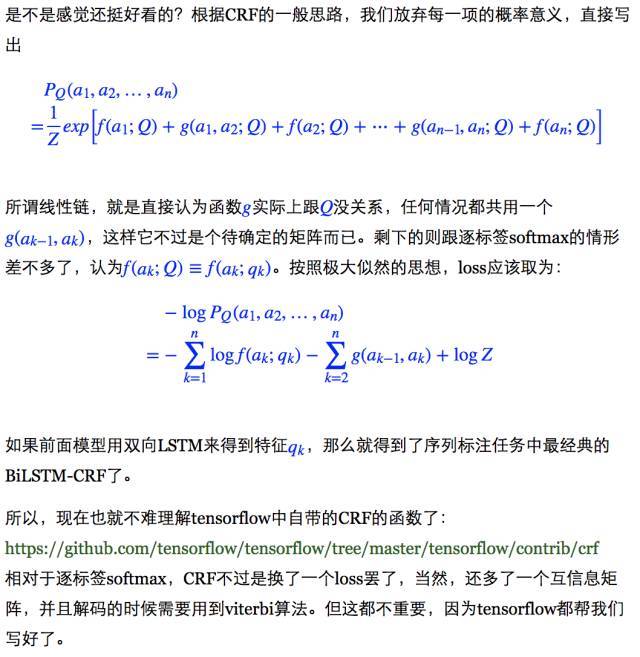 是不是感觉还挺好看的？根据CRF的一般思路，我们放弃每一项的概率意义，直接写
出
P_Q(a_1, a_2, …, a_n)
= \frac{1}{Z} exp[f(a_1; Q) + g(a_1, a_2; Q) + f(a_2; Q) + ⋯ + g(a_{n−1}, a_n; Q) + f(a_n; Q)]
所谓线性链，就是直接认为函数g实际上跟Q没关系，任何情况都共用一个
g(a_{k−1}, a_k)，这样它不过是个待确定的矩阵而已。剩下的则跟逐标签softmax的情形
差不多了，认为f(a_k; Q) ≡ f(a_k; q_k)。按照极大似然的思想，loss应该取为：
− log P_Q(a_1, a_2, …, a_n)
= − \sum_{k=1}^{n} log f(a_k; q_k) − \sum_{k=2}^{n} g(a_{k−1}, a_k) + log Z
如果前面模型用双向LSTM来得到特征q_k，那么就得到了序列标注任务中最经典的
BiLSTM-CRF了。
所以，现在也就不难理解tensorflow中自带的CRF的函数了：
https://github.com/tensorflow/tensorflow/tree/master/tensorflow/contrib/crf
相对于逐标签softmax，CRF不过是换了一个loss罢了，当然，还多了一个互信息矩
阵，并且解码的时候需要用到viterbi算法。但这都不重要，因为tensorflow都帮我们
写好了。